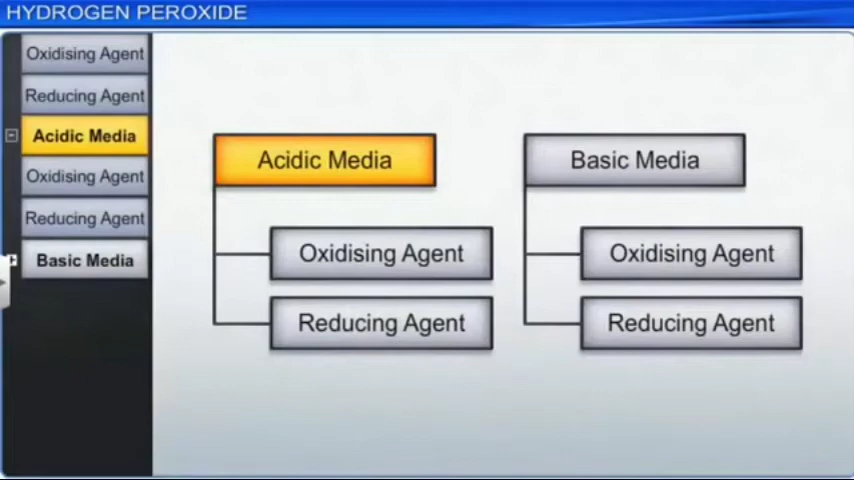 HYDROGEN PEROXIDE
Oxidising Agent
Reducing Agent
Acidic Media
Oxidising Agent
Reducing Agent
Basic Media
Acidic Media
Oxidising Agent
Reducing Agent
Basic Media
Oxidising Agent
Reducing Agent